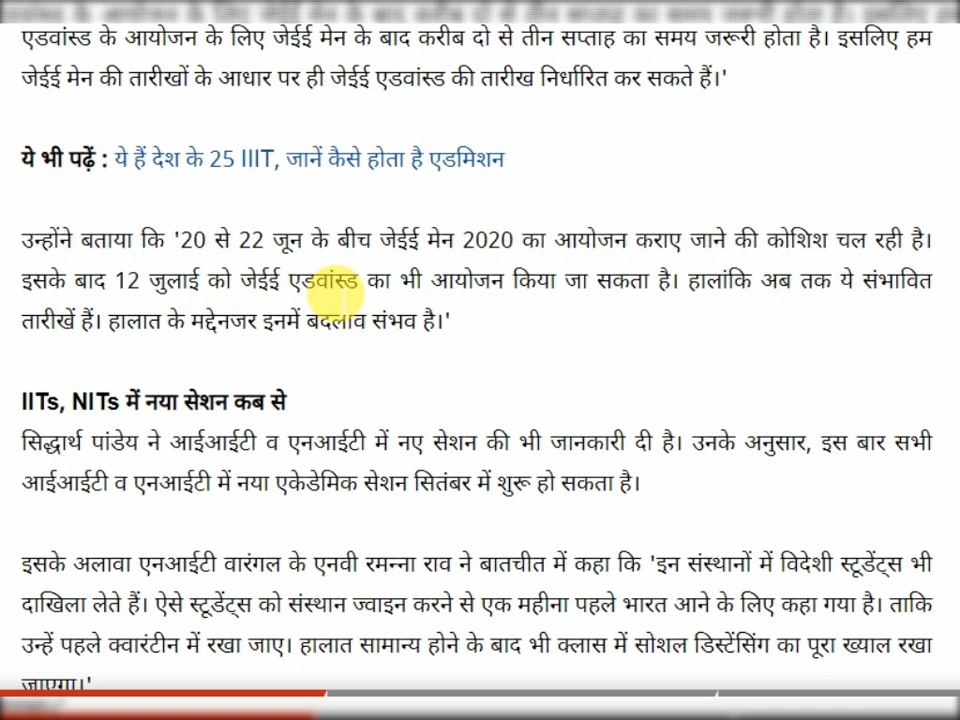 एडवांस्ड के आयोजन के लिए जेईई मेन के बाद करीब दो से तीन सप्ताह का समय जरूरी होता है। इसलिए हम
जेईई मेन की तारीखों के आधार पर ही जेईई एडवांस्ड की तारीख निर्धारित कर सकते हैं।'
ये भी पढ़ें : ये हैं देश के 25 IIIT, जानें कैसे होता है एडमिशन
उन्होंने बताया कि '20 से 22 जून के बीच जेईई मेन 2020 का आयोजन कराए जाने की कोशिश चल रही है।
इसके बाद 12 जुलाई को जेईई एडवांस्ड का भी आयोजन किया जा सकता है। हालांकि अब तक ये संभावित
तारीखें हैं। हालात के मद्देनजर इनमें बदलाव संभव है।'
IITs, NITs में नया सेशन कब से
सिद्धार्थ पांडेय ने आईआईटी व एनआईटी में नए सेशन की भी जानकारी दी है। उनके अनुसार, इस बार सभी
आईआईटी व एनआईटी में नया एकेडेमिक सेशन सितंबर में शुरू हो सकता है।
इसके अलावा एनआईटी वारंगल के एनवी रमन्ना राव ने बातचीत में कहा कि 'इन संस्थानों में विदेशी स्टूडेंट्स भी
दाखिला लेते हैं। ऐसे स्टूडेंट्स को संस्थान ज्वाइन करने से एक महीना पहले भारत आने के लिए कहा गया है। ताकि
उन्हें पहले क्वारंटीन में रखा जाए। हालात सामान्य होने के बाद भी क्लास में सोशल डिस्टेंसिंग का पूरा ख्याल रखा
जाएगा।'